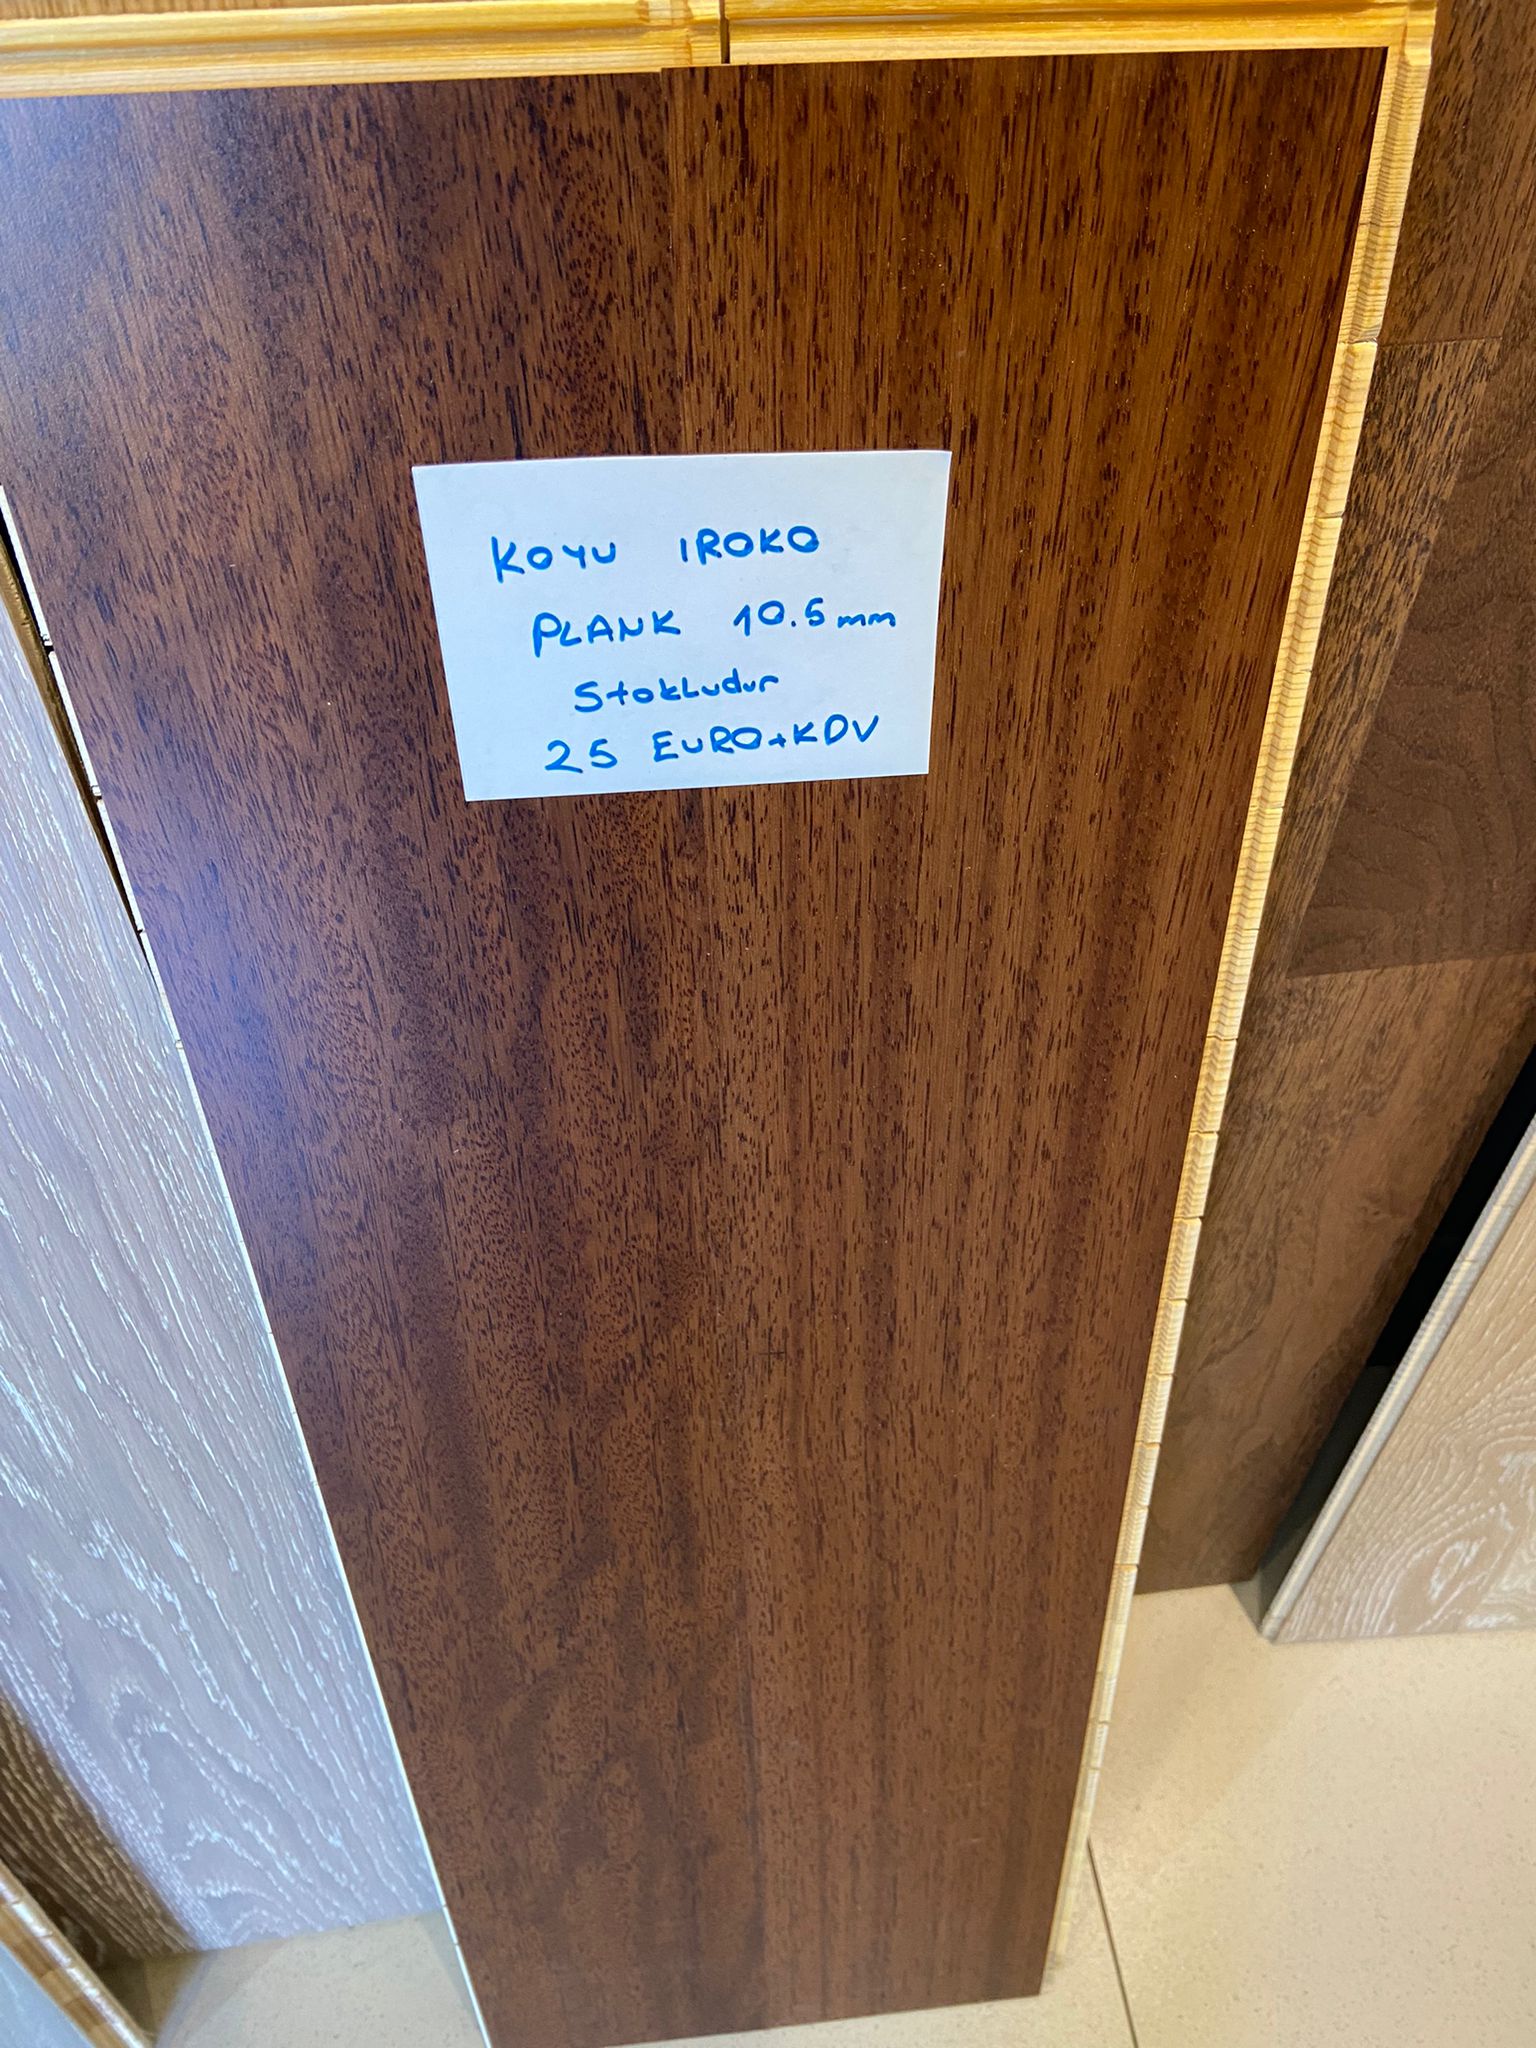 KOYU IROKO
PLANK 10.5mm
Stokludur
25 EURO+KDV